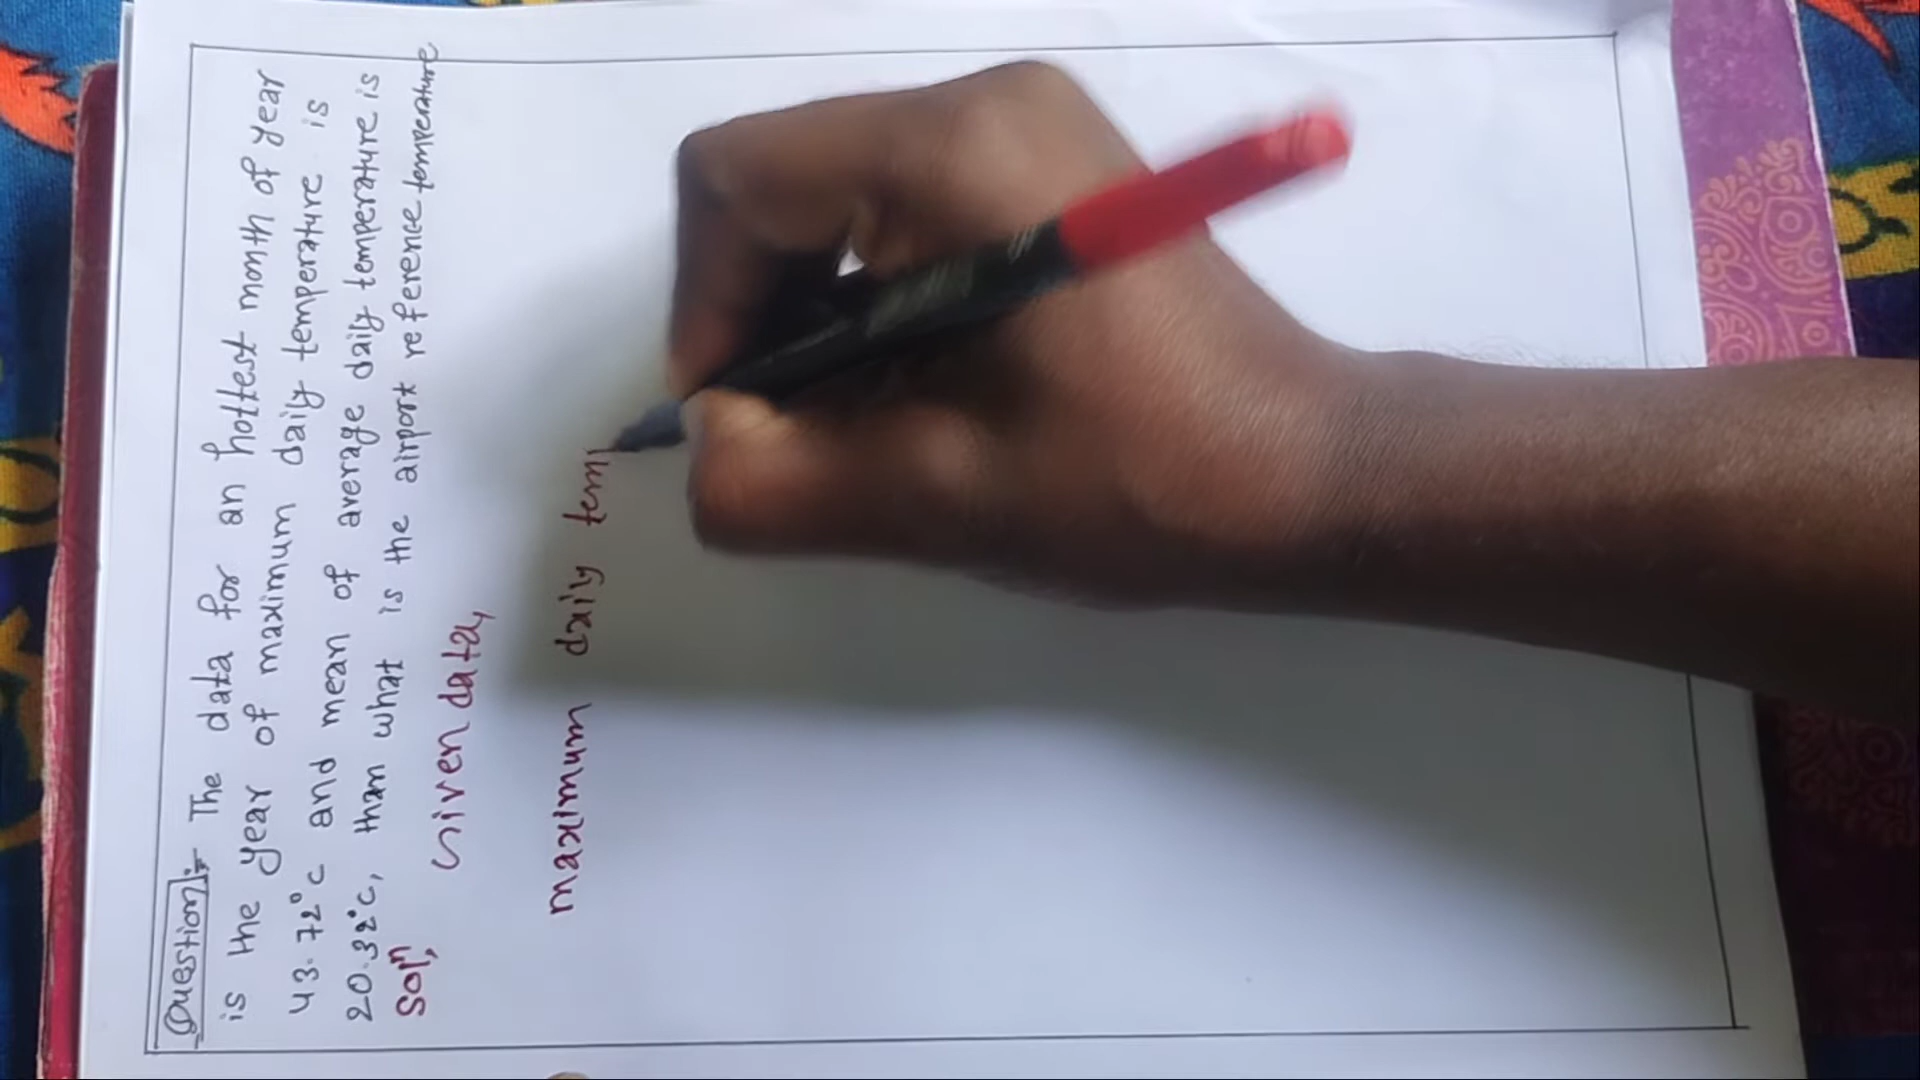 Question:- The data for an hottest month of year
is the year of maximum daily temperature is
43.72°c and mean of average daily temperature is
20.32°c, than what is the airport reference temperature
Solⁿ,
Given data,
maximum daily tem